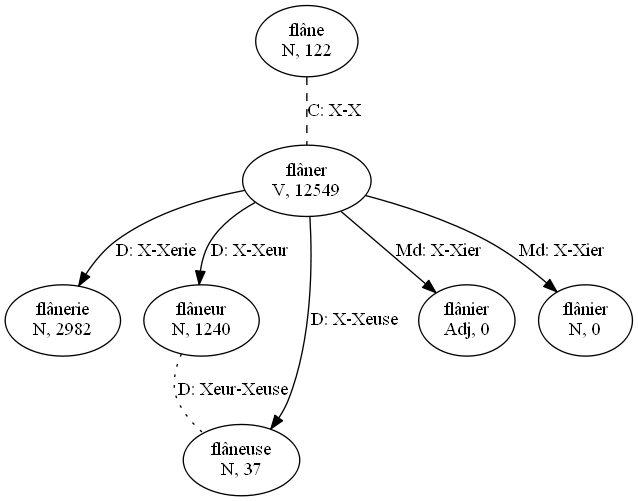 flâne
N, 122
C: X-X
flâner
V, 12549
D: X-Xerie
D: X-Xeur
Md: X-Xier
Md: X-Xier
flânerie
N, 2982
flâneur
N, 1240
D: X-Xeuse
flânier
Adj, 0
flânier
N, 0
D: Xeur-Xeuse
flâneuse
N, 37